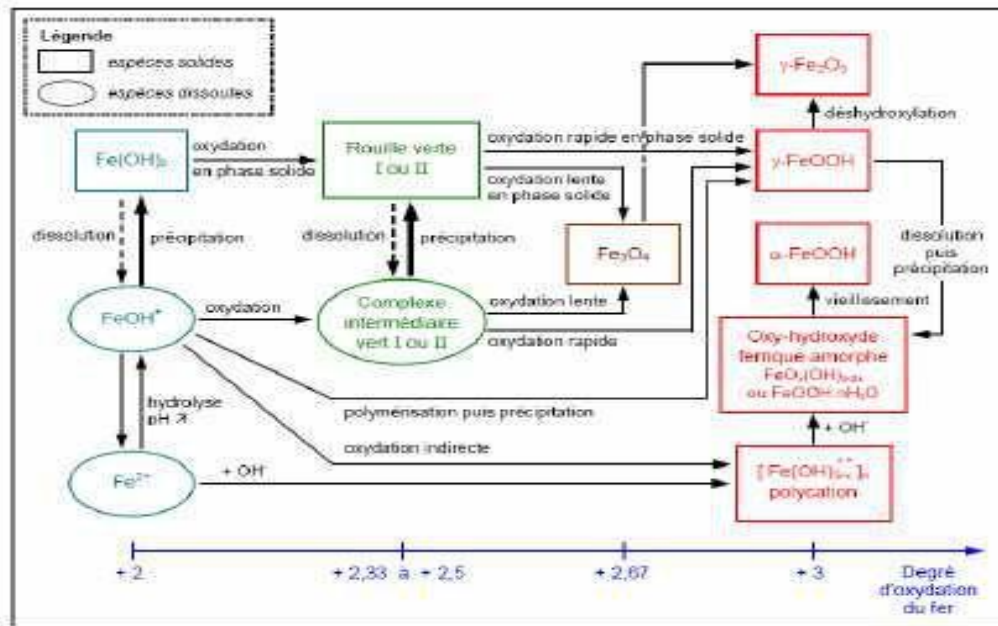 Légende
espèces solides
espèces dissoutes
γ-Fe₂O₃
déshydroxylation
Fe(OH)₂
oxydation
en phase solide
Rouille verte
I ou II
oxydation rapide en phase solide
oxydation lente
en phase solide
γ-FeOOH
dissolution
précipitation
dissolution
précipitation
Fe₃O₄
α-FeOOH
dissolution
puis
précipitation
vieillissement
FeOH⁺
oxydation
Complexe
intermédiaire
vert I ou II
oxydation lente
oxydation rapide
Oxy-hydroxyde
ferrique amorphe
ou FeOOH.nH₂O
hydrolyse
pH ↗
polymérisation puis précipitation
oxydation indirecte
+ OH⁻
Fe²⁺
+ OH⁻
polycation
+ 2
+ 2,33 à + 2,5
+ 2,67
+ 3
Degré
d'oxydation
du fer